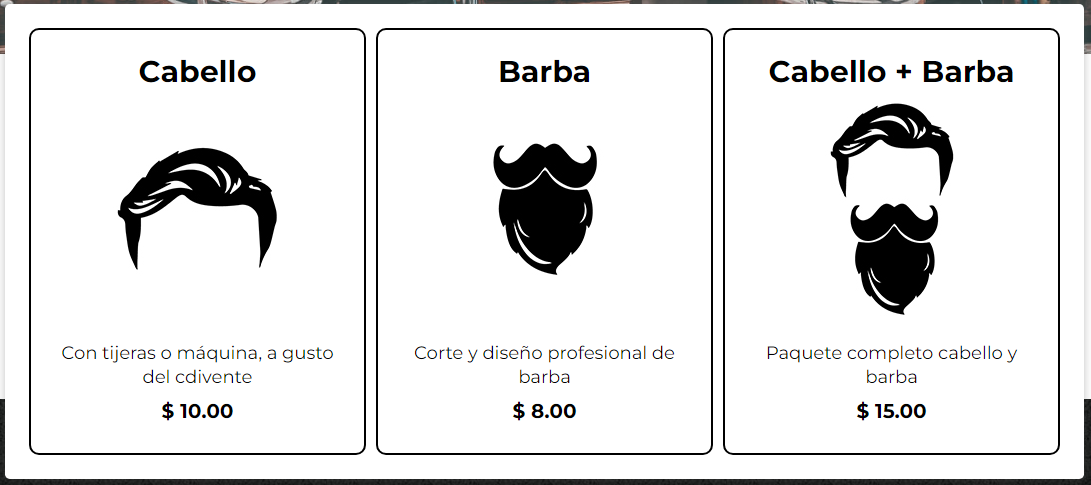 Cabello
Con tijeras o máquina, a gusto
del cdivente
$ 10.00
Barba
Corte y diseño profesional de
barba
$ 8.00
Cabello + Barba
Paquete completo cabello y
barba
$ 15.00